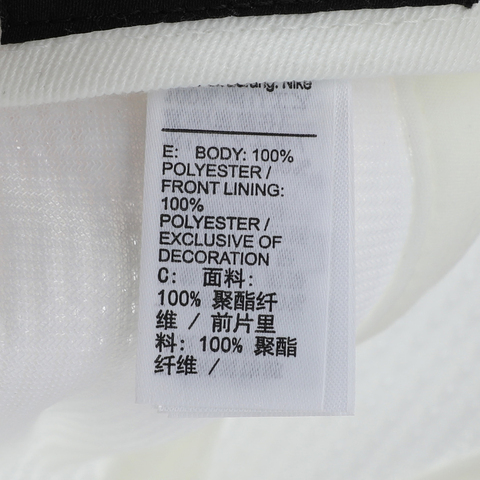 Nike
E: BODY: 100%
POLYESTER /
FRONT LINING:
100%
POLYESTER /
EXCLUSIVE OF
DECORATION
C: 面料:
100% 聚酯纤
维 / 前片里
料: 100% 聚酯
纤维 /